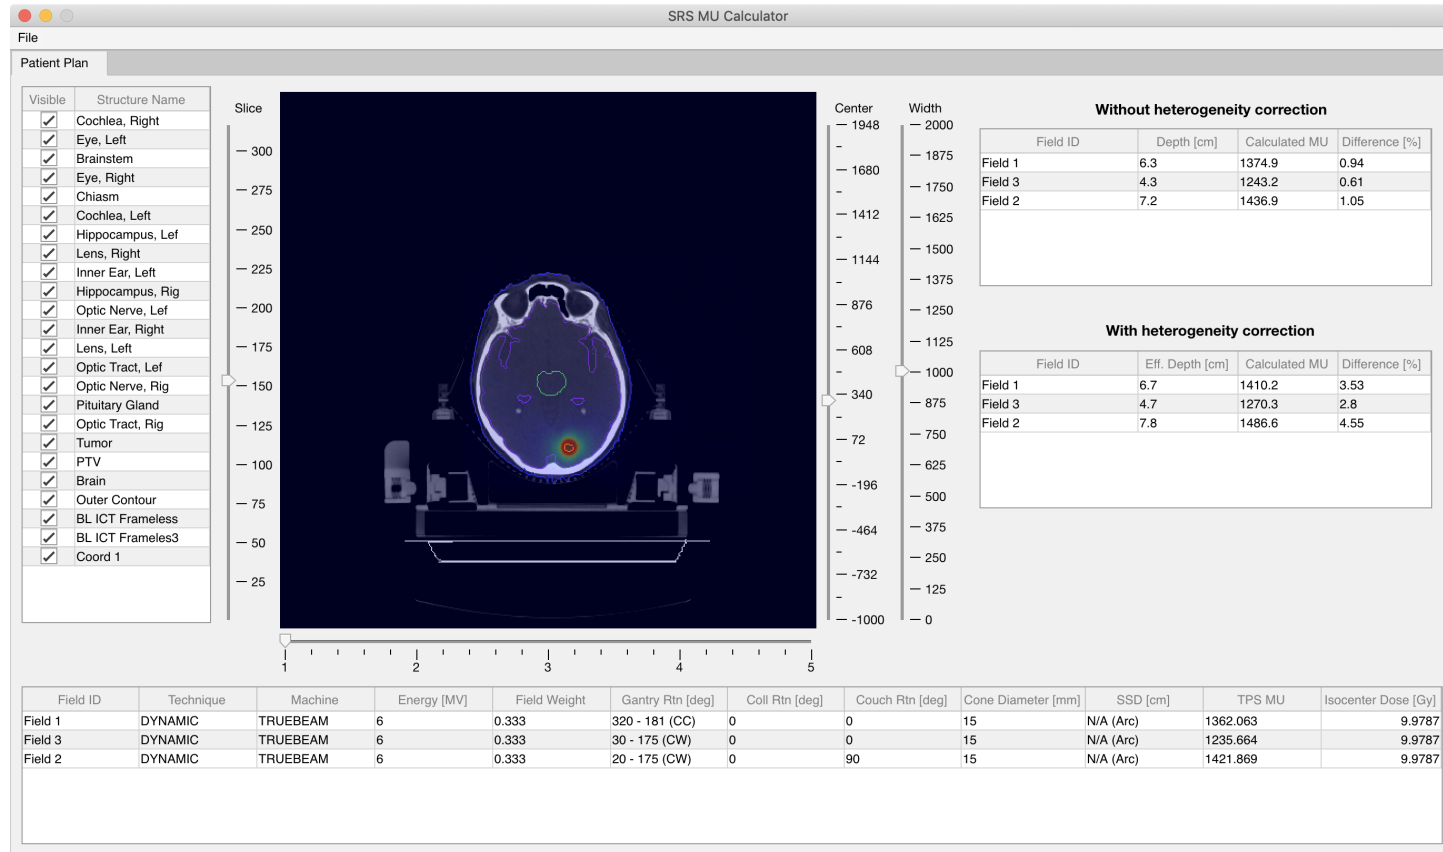 SRS MU Calculator
File
Patient Plan
Visible Structure Name
Cochlea, Right
Eye, Left
Brainstem
Eye, Right
Chiasm
Cochlea, Left
Hippocampus, Lef
Lens, Right
Inner Ear, Left
Hippocampus, Rig
Optic Nerve, Lef
Inner Ear, Right
Lens, Left
Optic Tract, Lef
Optic Nerve, Rig
Pituitary Gland
Optic Tract, Rig
Tumor
PTV
Brain
Outer Contour
BL ICT Frameless
BL ICT Frameles3
Coord 1
Slice
300
275
250
225
200
175
150
125
100
75
50
25
1 2 3 4 5
Center
1948
1680
1412
1144
876
608
340
72
-196
-464
-732
-1000
Width
2000
1875
1750
1625
1500
1375
1250
1125
1000
875
750
625
500
375
250
125
0
Without heterogeneity correction
Field ID Depth [cm] Calculated MU Difference [%]
Field 1 6.3 1374.9 0.94
Field 3 4.3 1243.2 0.61
Field 2 7.2 1436.9 1.05
With heterogeneity correction
Field ID Eff. Depth [cm] Calculated MU Difference [%]
Field 1 6.7 1410.2 3.53
Field 3 4.7 1270.3 2.8
Field 2 7.8 1486.6 4.55
Field ID Technique Machine Energy [MV] Field Weight Gantry Rtn [deg] Coll Rtn [deg] Couch Rtn [deg] Cone Diameter [mm] SSD [cm] TPS MU Isocenter Dose [Gy]
Field 1 DYNAMIC TRUEBEAM 6 0.333 320 - 181 (CC) 0 0 15 N/A (Arc) 1362.063 9.9787
Field 3 DYNAMIC TRUEBEAM 6 0.333 30 - 175 (CW) 0 0 15 N/A (Arc) 1235.664 9.9787
Field 2 DYNAMIC TRUEBEAM 6 0.333 20 - 175 (CW) 0 90 15 N/A (Arc) 1421.869 9.9787